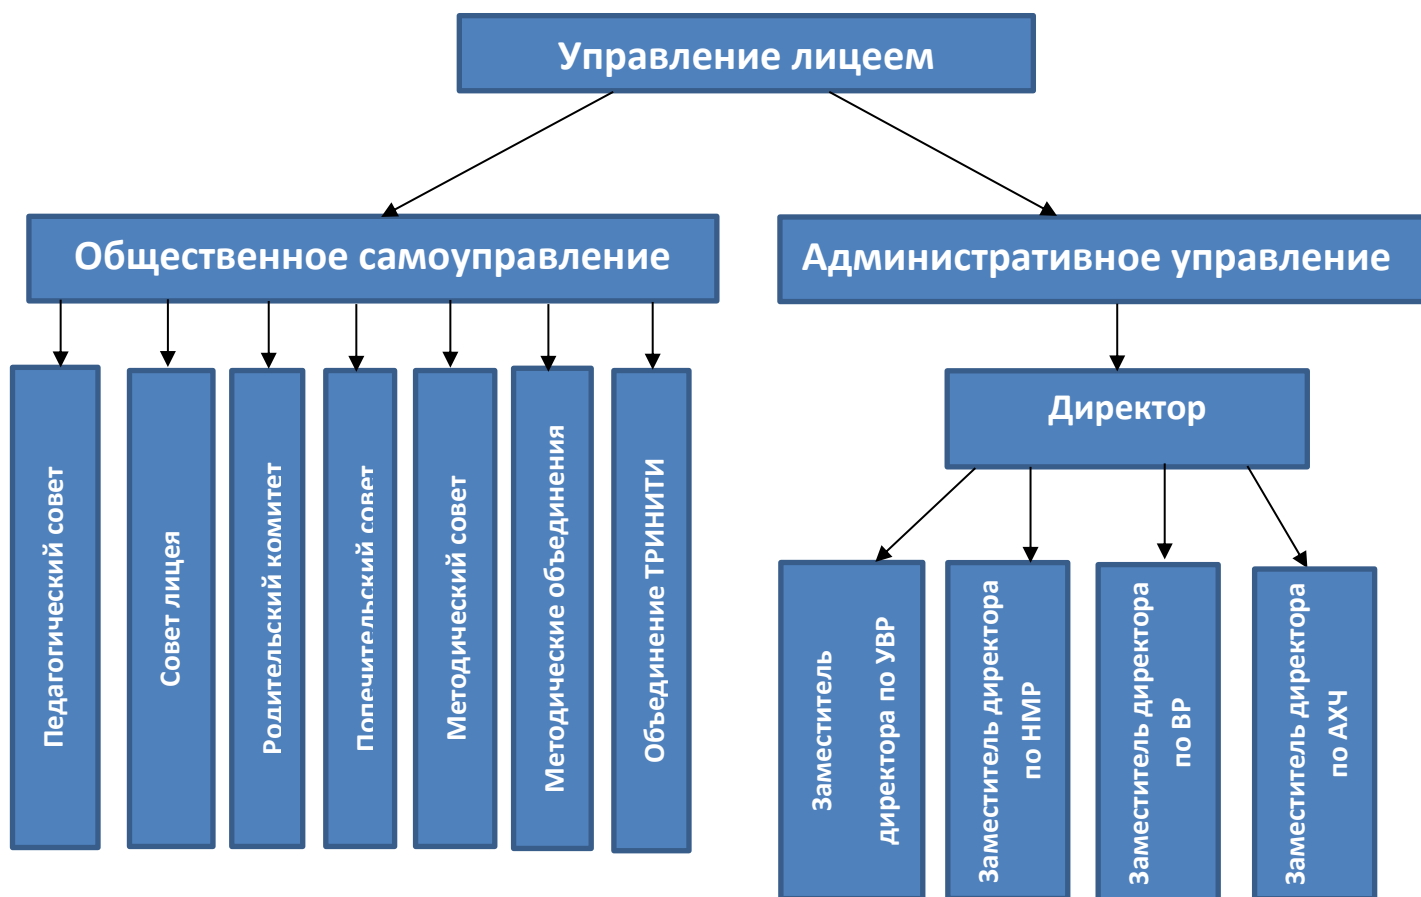 Управление лицеем
Общественное самоуправление
Административное управление
Директор
Педагогический совет
Совет лицея
Родительский комитет
Попечительский совет
Методический совет
Методические объединения
Объединение ТРИНИТИ
Заместитель
директора по УВР
Заместитель директора
по НМР
Заместитель директора
по ВР
Заместитель директора
по АХЧ